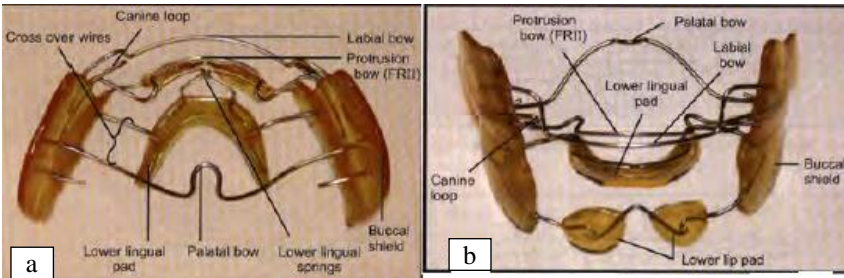 Canine loop
Cross over wires
Labial bow
Protrusion
bow (FRII)
Lower lingual
pad
Palatal bow
Lower lingual
springs
Buccal
shield
a
Protrusion
bow (FRII)
Palatal bow
Labial
bow
Lower lingual
pad
Canine
loop
Buccal
shield
Lower lip pad
b